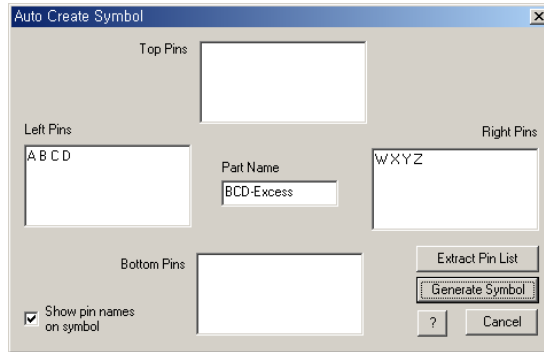 Auto Create Symbol
Top Pins
Left Pins
Right Pins
A B C D
Part Name
W X Y Z
BCD-Excess
Bottom Pins
Extract Pin List
Generate Symbol
Show pin names
on symbol
?
Cancel